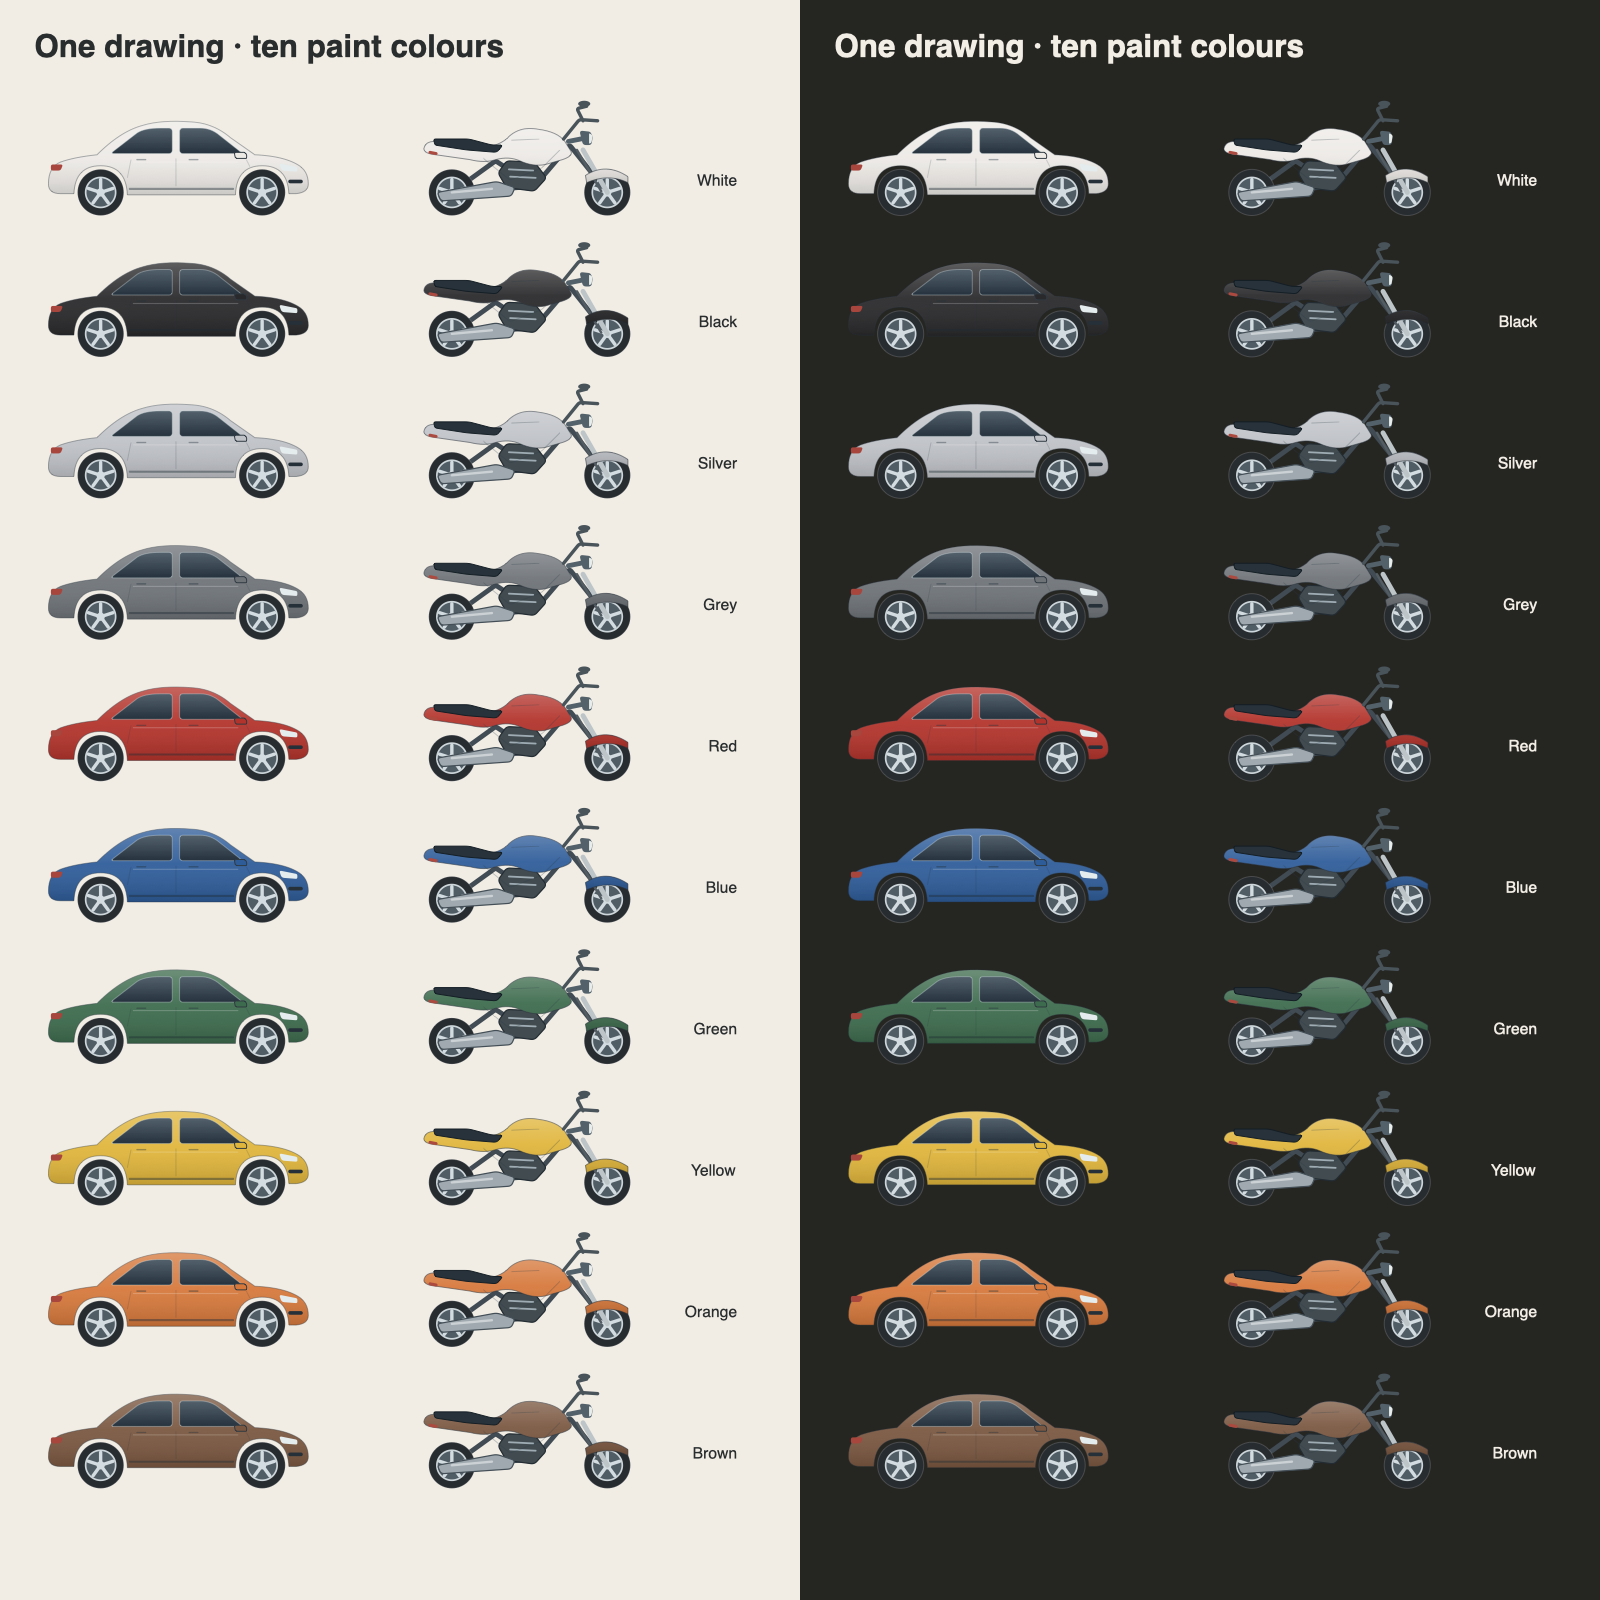 One drawing · ten paint colours
White
Black
Silver
Grey
Red
Blue
Green
Yellow
Orange
Brown
One drawing · ten paint colours
White
Black
Silver
Grey
Red
Blue
Green
Yellow
Orange
Brown